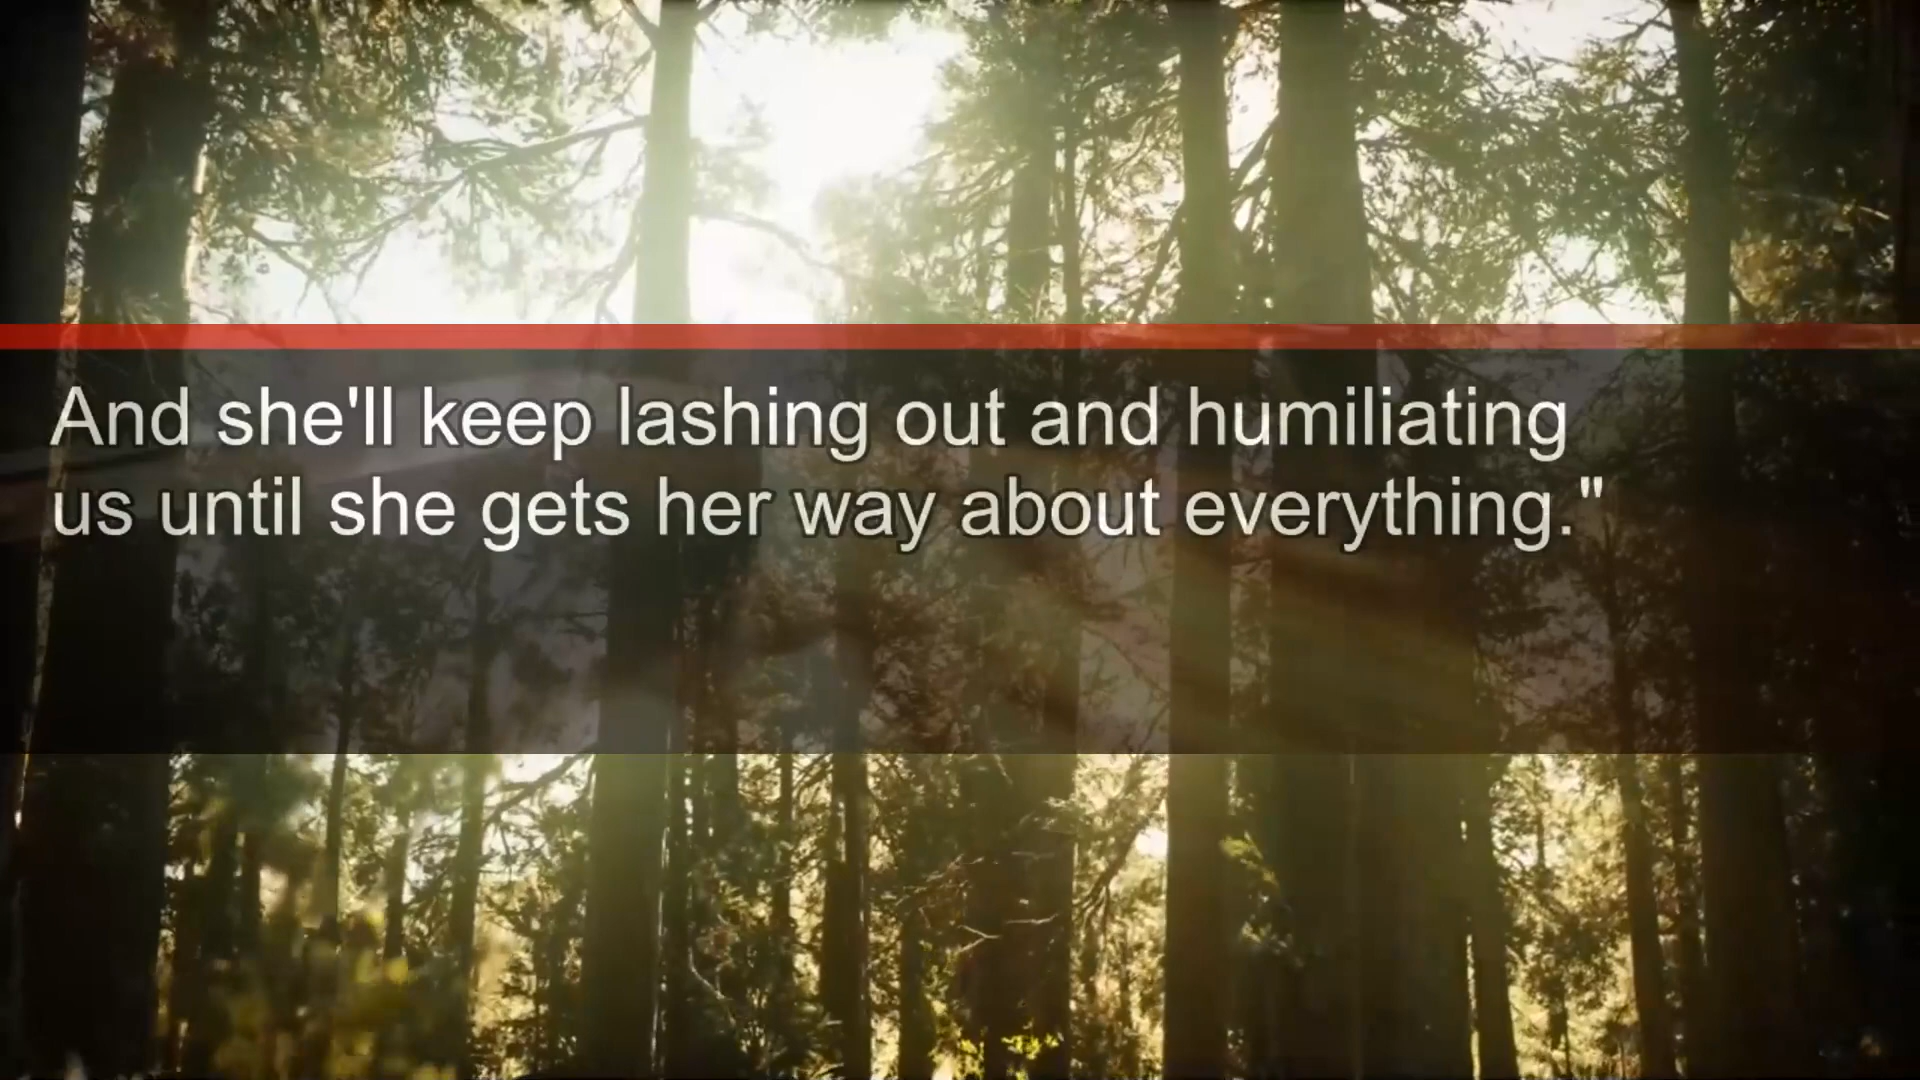 And she'll keep lashing out and humiliating
us until she gets her way about everything."